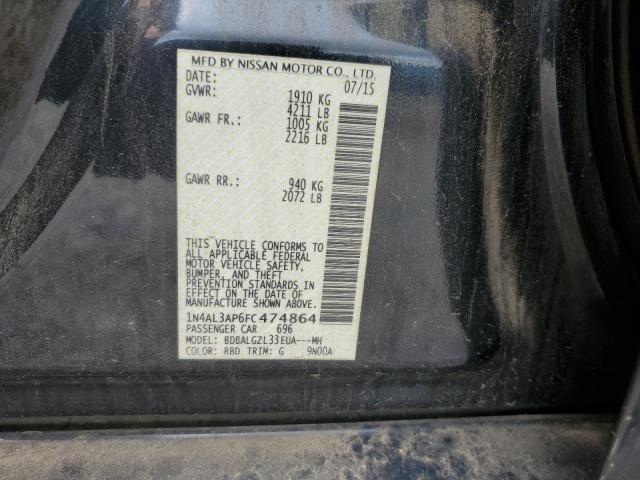 MFD BY NISSAN MOTOR CO., LTD.
DATE: 07/15
GVWR: 1910 KG
4211 LB
GAWR FR.: 1005 KG
2216 LB
GAWR RR.: 940 KG
2072 LB
THIS VEHICLE CONFORMS TO
ALL APPLICABLE FEDERAL
MOTOR VEHICLE SAFETY,
BUMPER, AND THEFT
PREVENTION STANDARDS IN
EFFECT ON THE DATE OF
MANUFACTURE SHOWN ABOVE.
1N4AL3AP6FC474864
PASSENGER CAR 696
MODEL: BDBALGZL33EUA---MH
COLOR: RBD TRIM: G 9N00A